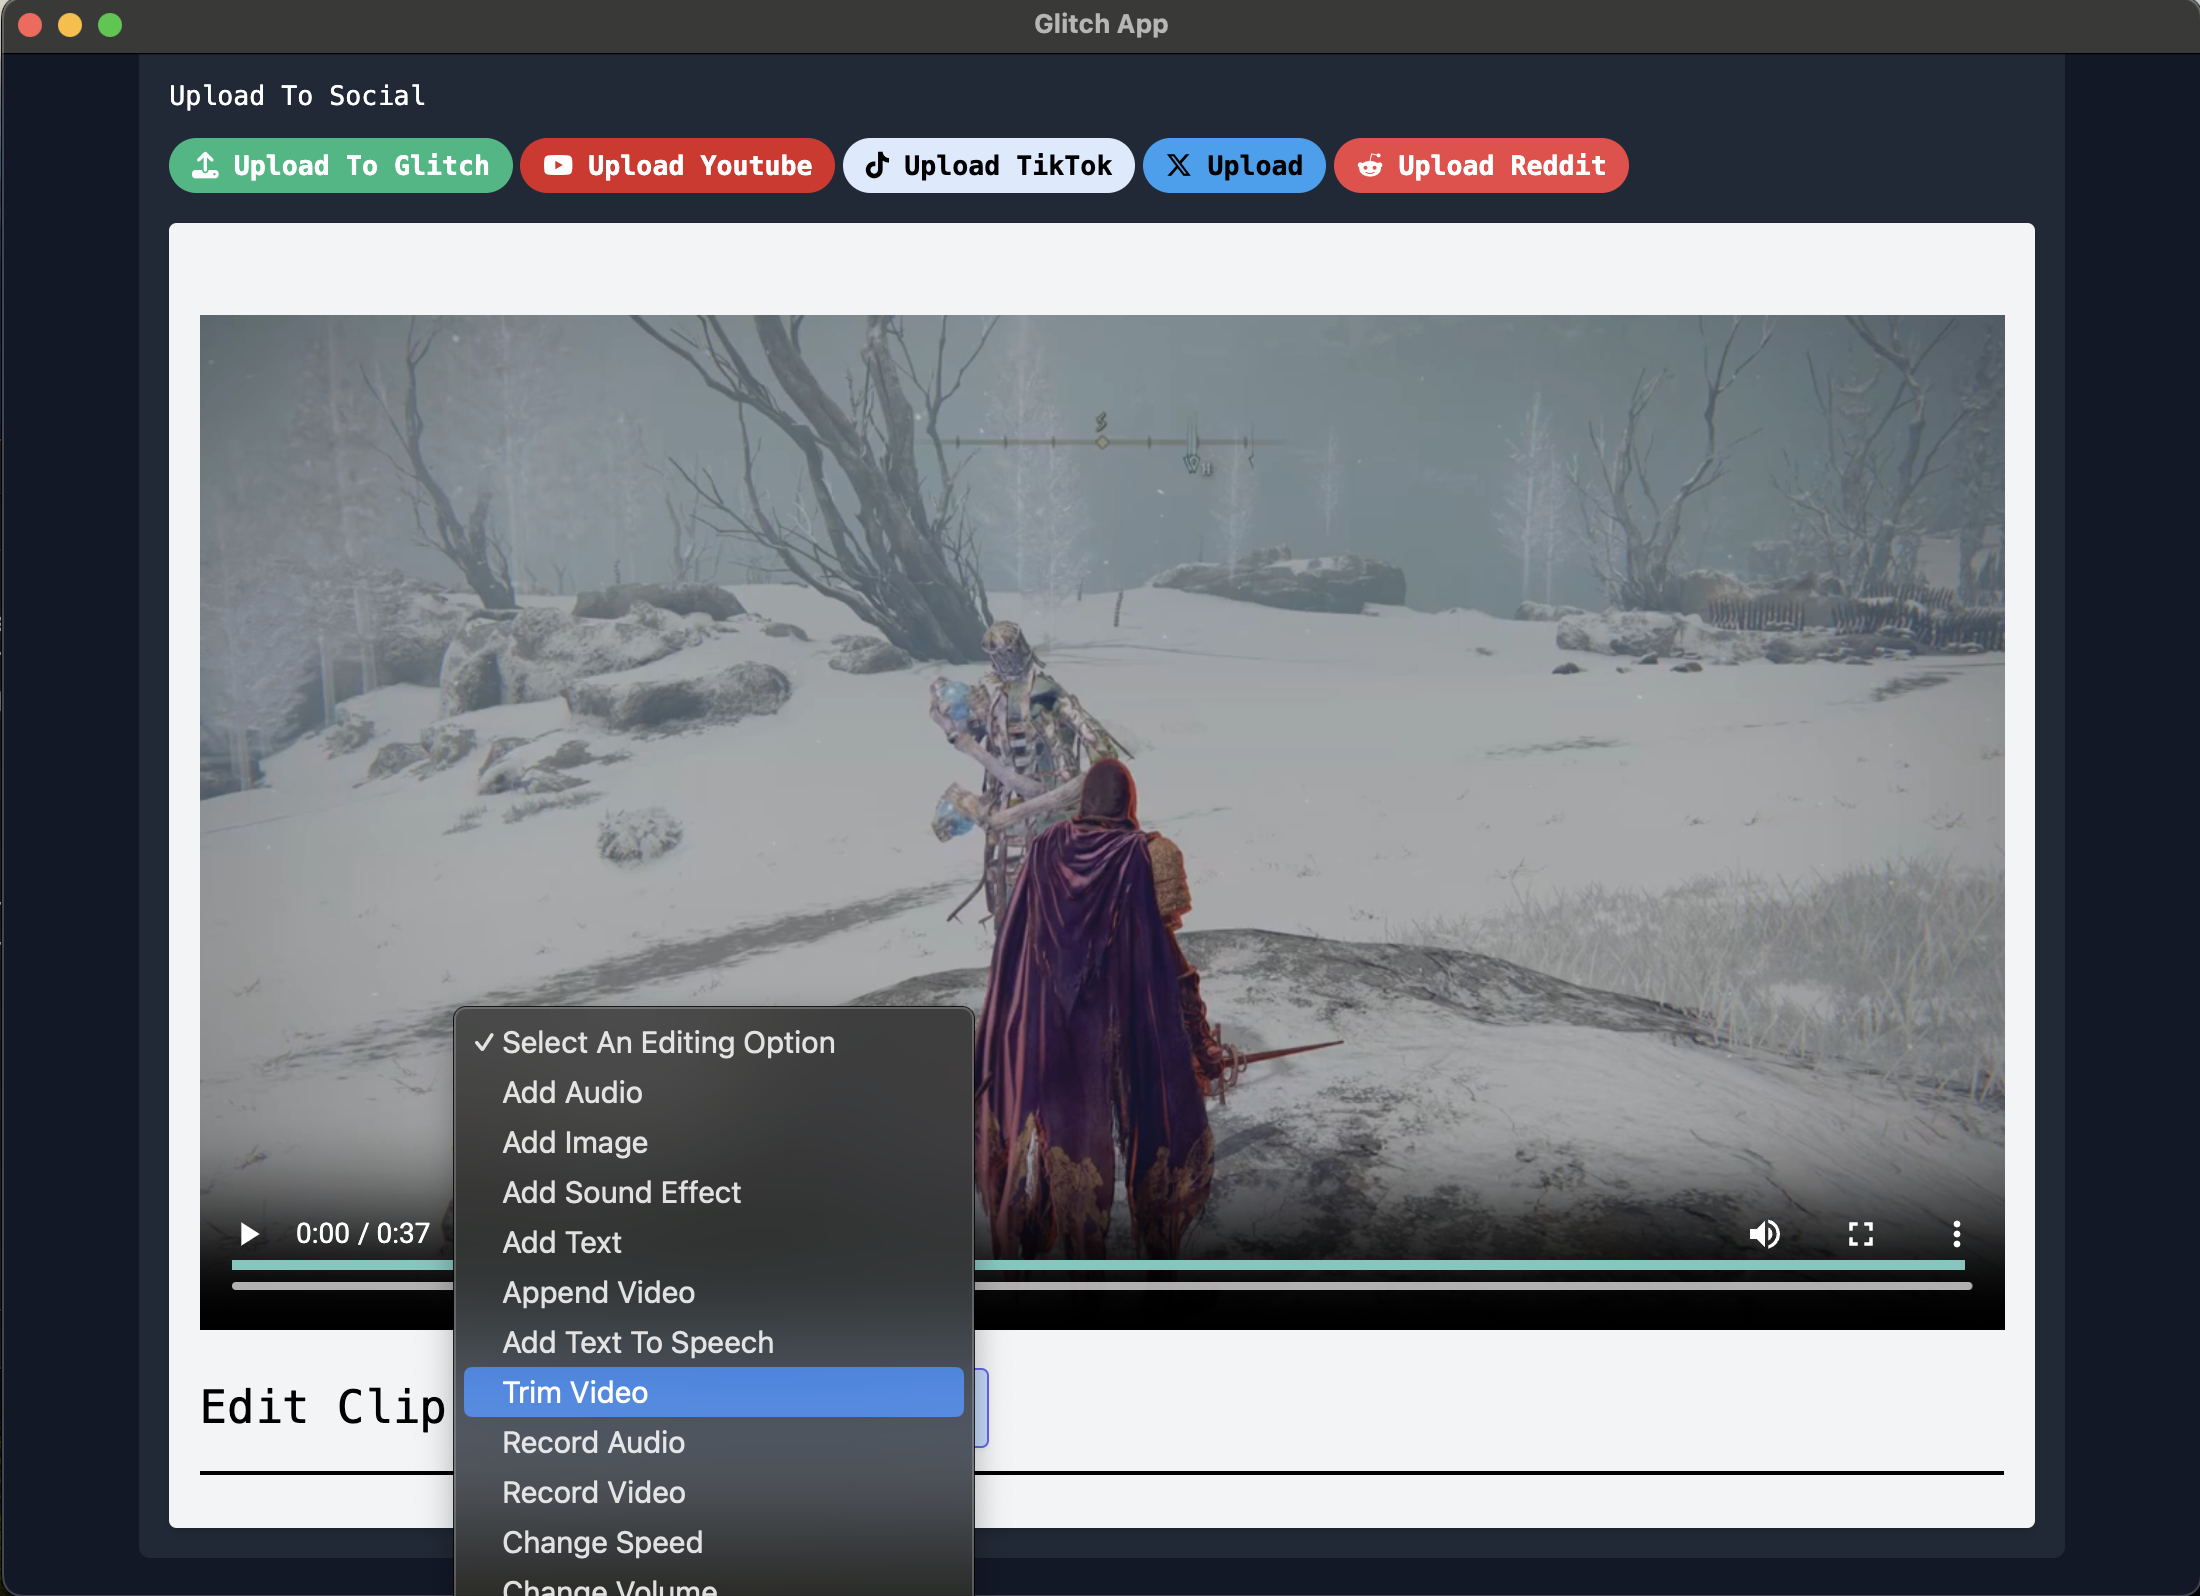 Glitch App
Upload To Social
Upload To Glitch
Upload Youtube
Upload TikTok
Upload
Upload Reddit
S
✓ Select An Editing Option
Add Audio
Add Image
Add Sound Effect
Add Text
0:00 / 0:37
Append Video
Add Text To Speech
Trim Video
Edit Clip
Record Audio
Record Video
Change Speed
Change Volume